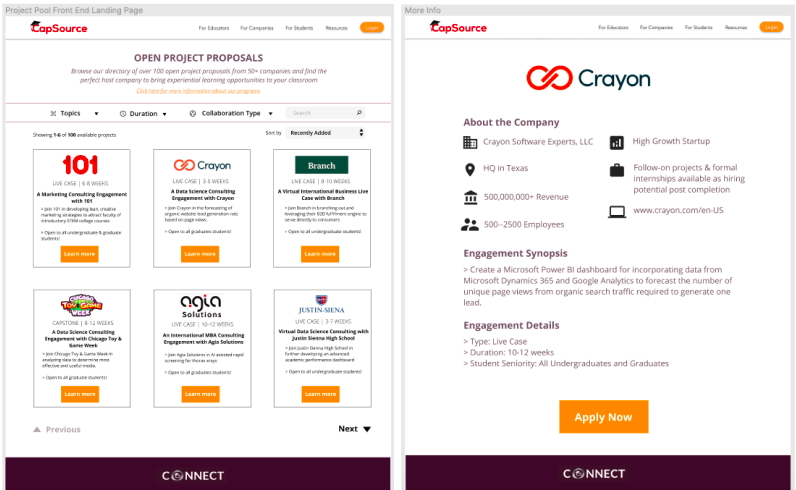 Project Pool Front End Landing Page
CapSource
For Educators
For Companies
For Students
Resources
Login
OPEN PROJECT PROPOSALS
Browse our directory of over 100 open project proposals from 50+ companies and find the
perfect host company to bring experiential learning opportunities to your classroom
Click here for more information about our programs
Topics
Duration
Collaboration Type
Search
Showing 1-6 of 100 available projects
Sort by
Recently Added
101
LIVE CASE | 6-8 WEEKS
A Marketing Consulting Engagement
with 101
> Join 101 in developing lean, creative
marketing strategies to attract faculty of
introductory STEM college courses
> Open to all undergraduate & graduate
students!
Learn more
Crayon
LIVE CASE | 3-5 WEEKS
A Data Science Consulting
Engagement with Crayon
> Join Crayon in the forecasting of
organic website lead generation role
based on page views.
> Open to all graduates students!
Learn more
Branch
LIVE CASE | 8-10 WEEKS
A Virtual International Business Live
Case with Branch
> Join Branch in branching out and
leveraging their B2B fulfillment engine to
serve directly to consumers
> Open to all undergraduate students!
Learn more
CHICAGO
TOY & GAME
WEEK
CAPSTONE | 8-12 WEEKS
A Data Science Consulting
Engagement with Chicago Toy &
Game Week
> Join Chicago Toy & Game Week in
analyzing data to determine most
effective and useful media.
> Open to all graduate students!
Learn more
agia
Solutions
LIVE CASE | 10-12 WEEKS
An International MBA Consulting
Engagement with Agia Solutions
> Join Agia Solutions in AI assisted rapid
screening for thorax xrays
> Open to all graduates students!
Learn more
JUSTIN-SIENA
LIVE CASE | 3-7 WEEKS
Virtual Data Science Consulting with
Justin Siena High School
> Join Justin Siena High School in
further developing an advanced
academic performance dashboard
> Open to all undergraduate students!
Learn more
Previous
Next
CONNECT
More Info
CapSource
For Educators
For Companies
For Students
Resources
Login
Crayon
About the Company
Crayon Software Experts, LLC
High Growth Startup
HQ in Texas
Follow-on projects & formal
internships available as hiring
potential post completion
500,000,000+ Revenue
www.crayon.com/en-US
500--2500 Employees
Engagement Synopsis
> Create a Microsoft Power BI dashboard for incorporating data from
Microsoft Dynamics 365 and Google Analytics to forecast the number of
unique page views from organic search traffic required to generate one
lead.
Engagement Details
> Type: Live Case
> Duration: 10-12 weeks
> Student Seniority: All Undergraduates and Graduates
Apply Now
CONNECT